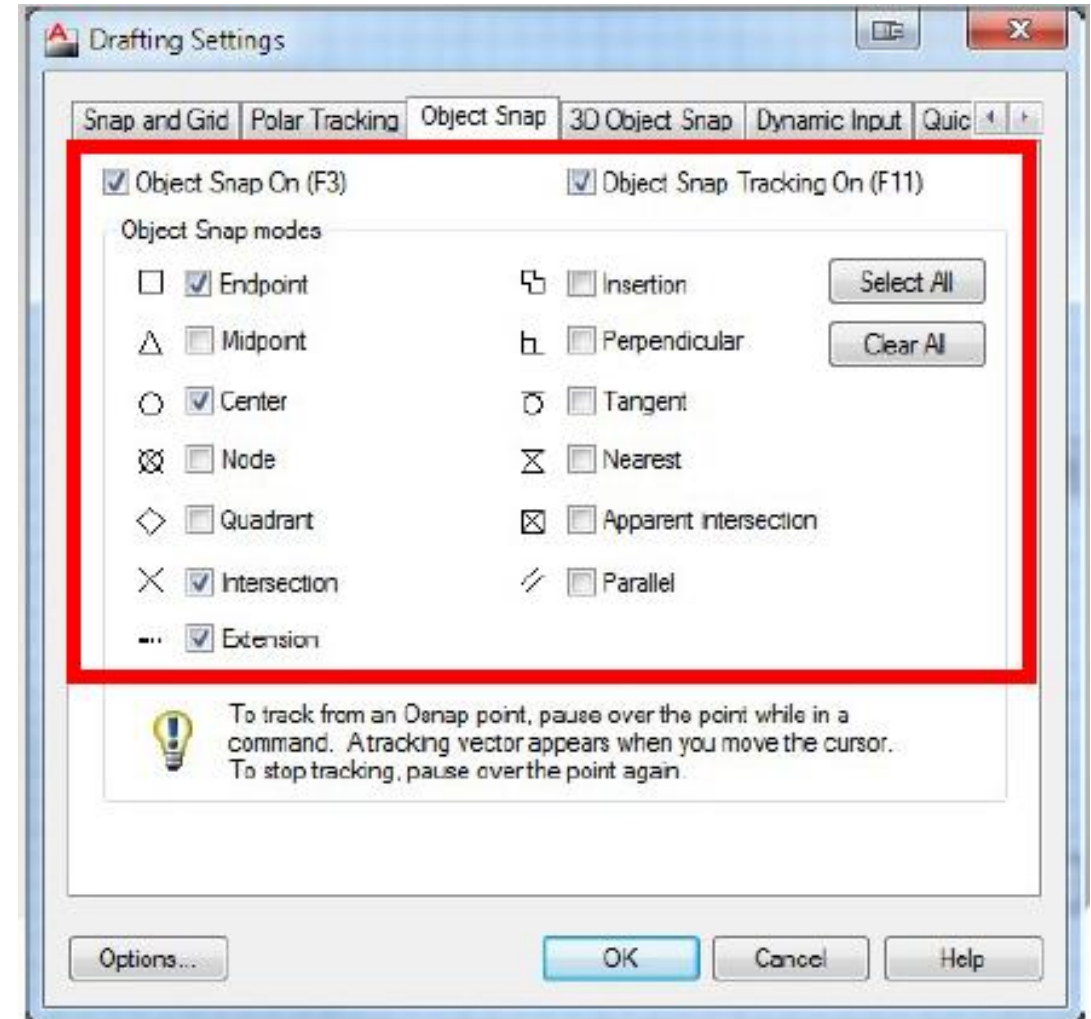 Drafting Settings
Snap and Grid Polar Tracking Object Snap 3D Object Snap Dynamic Input Quic
Object Snap On (F3) Object Snap Tracking On (F11)
Object Snap modes
Endpoint Insertion Select All
Midpoint Perpendicular Clear All
Center Tangent
Node Nearest
Quadrant Apparent intersection
Intersection Parallel
Extension
To track from an Osnap point, pause over the point while in a
command. A tracking vector appears when you move the cursor.
To stop tracking, pause over the point again.
Options... OK Cancel Help